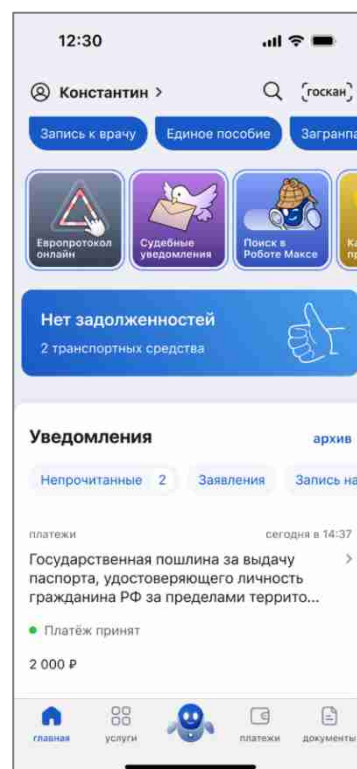 12:30
Константин >
госкан
Запись к врачу
Единое пособие
Загранпа
Европротокол
онлайн
Судебные
уведомления
Поиск в
Роботе Максе
Нет задолженностей
2 транспортных средства
Уведомления
архив
Непрочитанные 2
Заявления
Запись на
платежи
сегодня в 14:37
Государственная пошлина за выдачу
паспорта, удостоверяющего личность
гражданина РФ за пределами террито...
Платёж принят
2 000 ₽
главная
услуги
платежи
документы